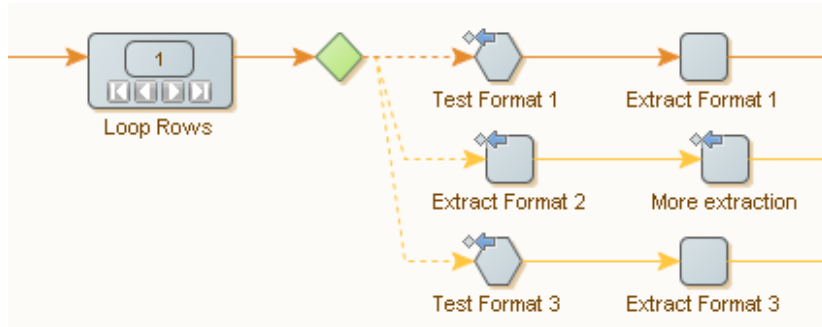 1
Loop Rows
Test Format 1
Extract Format 1
Extract Format 2
More extraction
Test Format 3
Extract Format 3